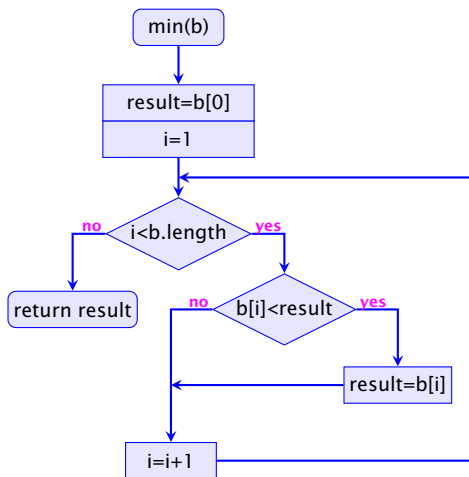 min(b)
result=b[0]
i=1
i<b.length
no
yes
return result
b[i]<result
no
yes
result=b[i]
i=i+1